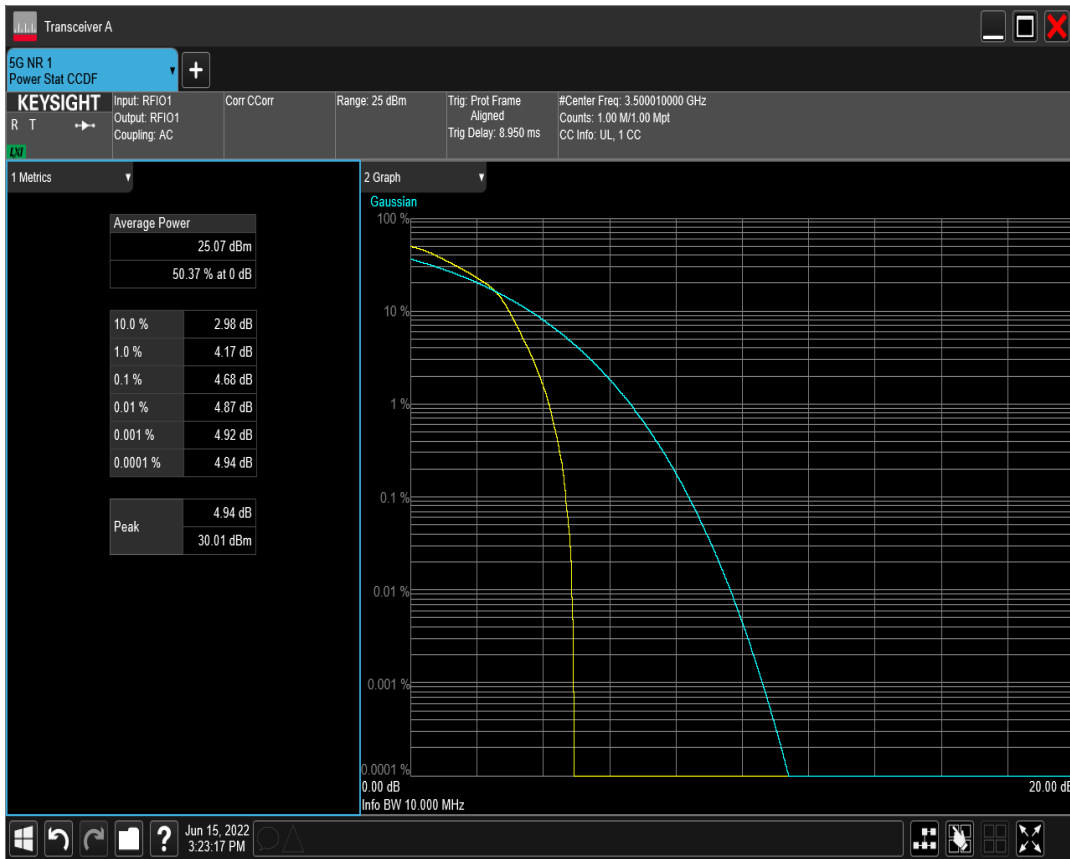 Transceiver A
5G NR 1
Power Stat CCDF
+
KEYSIGHT
R T
LXI
Input: RFIO1
Output: RFIO1
Coupling: AC
Corr CCorr
Range: 25 dBm
Trig: Prot Frame
Aligned
Trig Delay: 8.950 ms
#Center Freq: 3.500010000 GHz
Counts: 1.00 M/1.00 Mpt
CC Info: UL, 1 CC
1 Metrics
Average Power
25.07 dBm
50.37 % at 0 dB
10.0 % 2.98 dB
1.0 % 4.17 dB
0.1 % 4.68 dB
0.01 % 4.87 dB
0.001 % 4.92 dB
0.0001 % 4.94 dB
Peak
4.94 dB
30.01 dBm
2 Graph
Gaussian
100 %
10 %
1 %
0.1 %
0.01 %
0.001 %
0.0001 %
0.00 dB 20.00 dB
Info BW 10.000 MHz
? Jun 15, 2022
3:23:17 PM